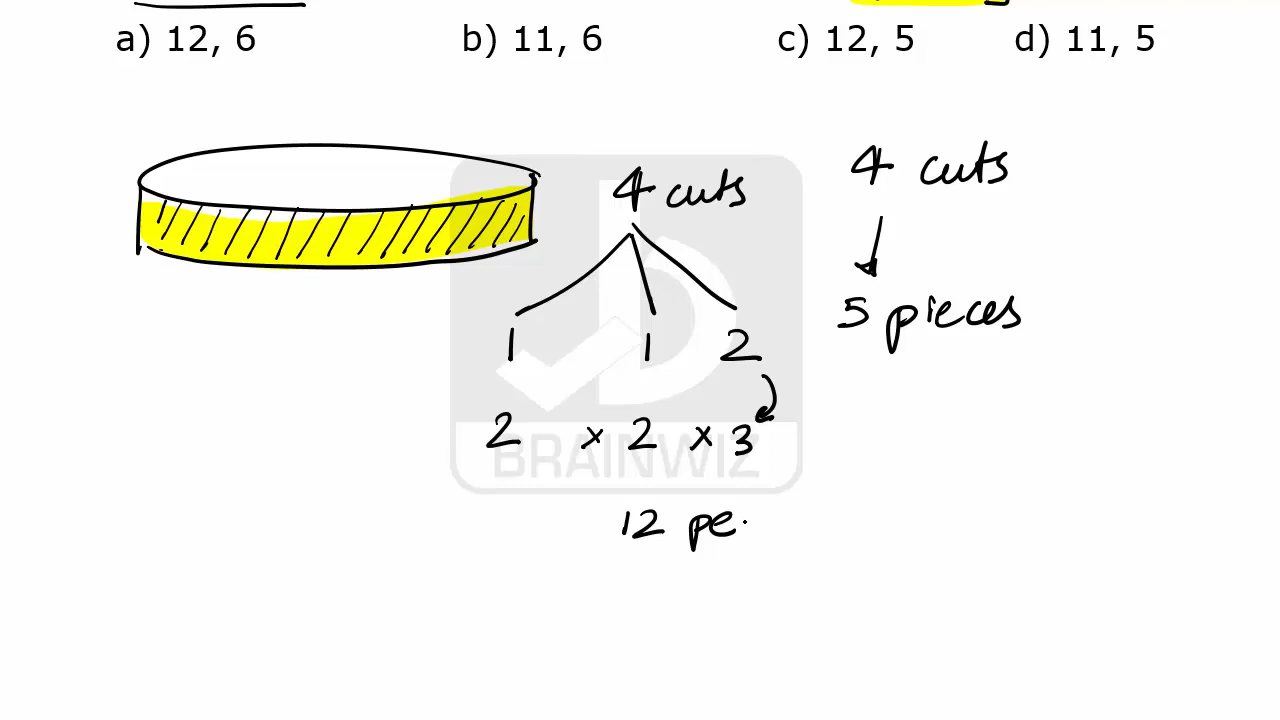 a) 12, 6 b) 11, 6 c) 12, 5 d) 11, 5
4 cuts 4 cuts
5 pieces
1 1 2
2 x 2 x 3
BRAINWIZ
12 pe.